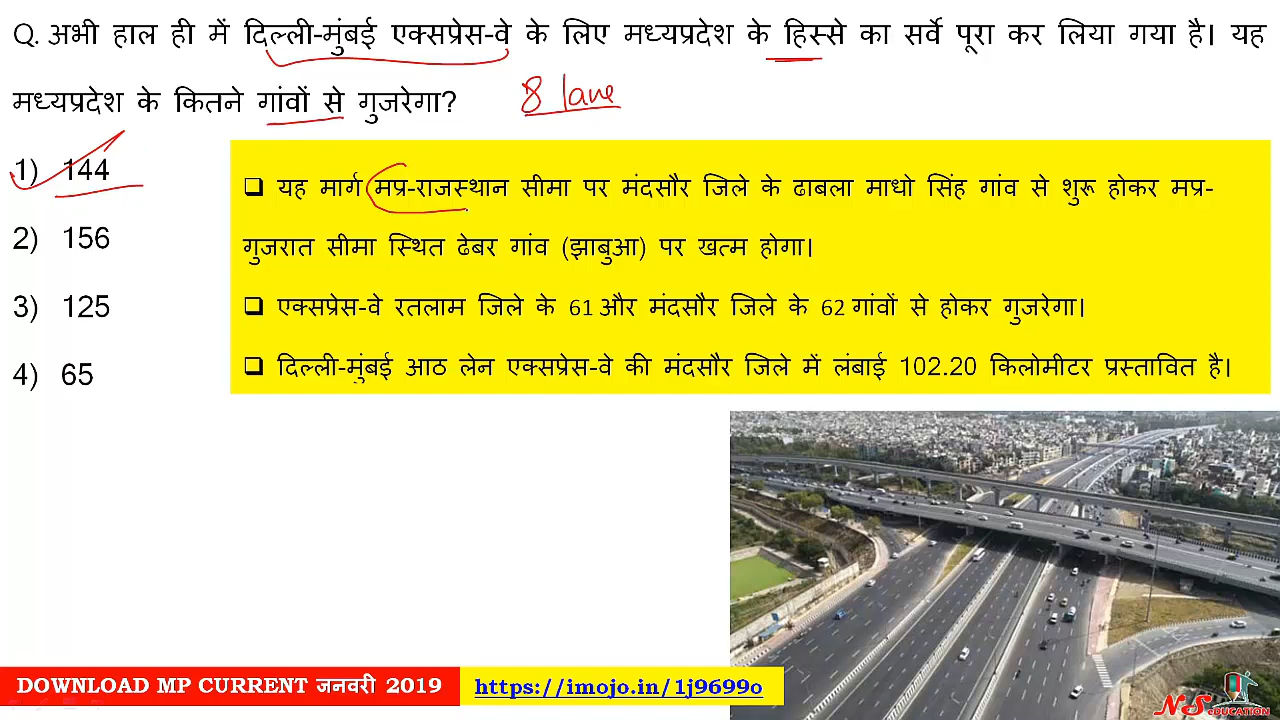 Q. अभी हाल ही में दिल्ली-मुंबई एक्सप्रेस-वे के लिए मध्यप्रदेश के हिस्से का सर्वे पूरा कर लिया गया है। यह
मध्यप्रदेश के कितने गांवों से गुजरेगा?
8 lane
1) 144
2) 156
3) 125
4) 65
❑ यह मार्ग मप्र-राजस्थान सीमा पर मंदसौर जिले के ढाबला माधो सिंह गांव से शुरू होकर मप्र-
गुजरात सीमा स्थित ढेबर गांव (झाबुआ) पर खत्म होगा।
❑ एक्सप्रेस-वे रतलाम जिले के 61 और मंदसौर जिले के 62 गांवों से होकर गुजरेगा।
❑ दिल्ली-मुंबई आठ लेन एक्सप्रेस-वे की मंदसौर जिले में लंबाई 102.20 किलोमीटर प्रस्तावित है।
DOWNLOAD MP CURRENT जनवरी 2019
https://imojo.in/1j9699o
NS eDUCATION